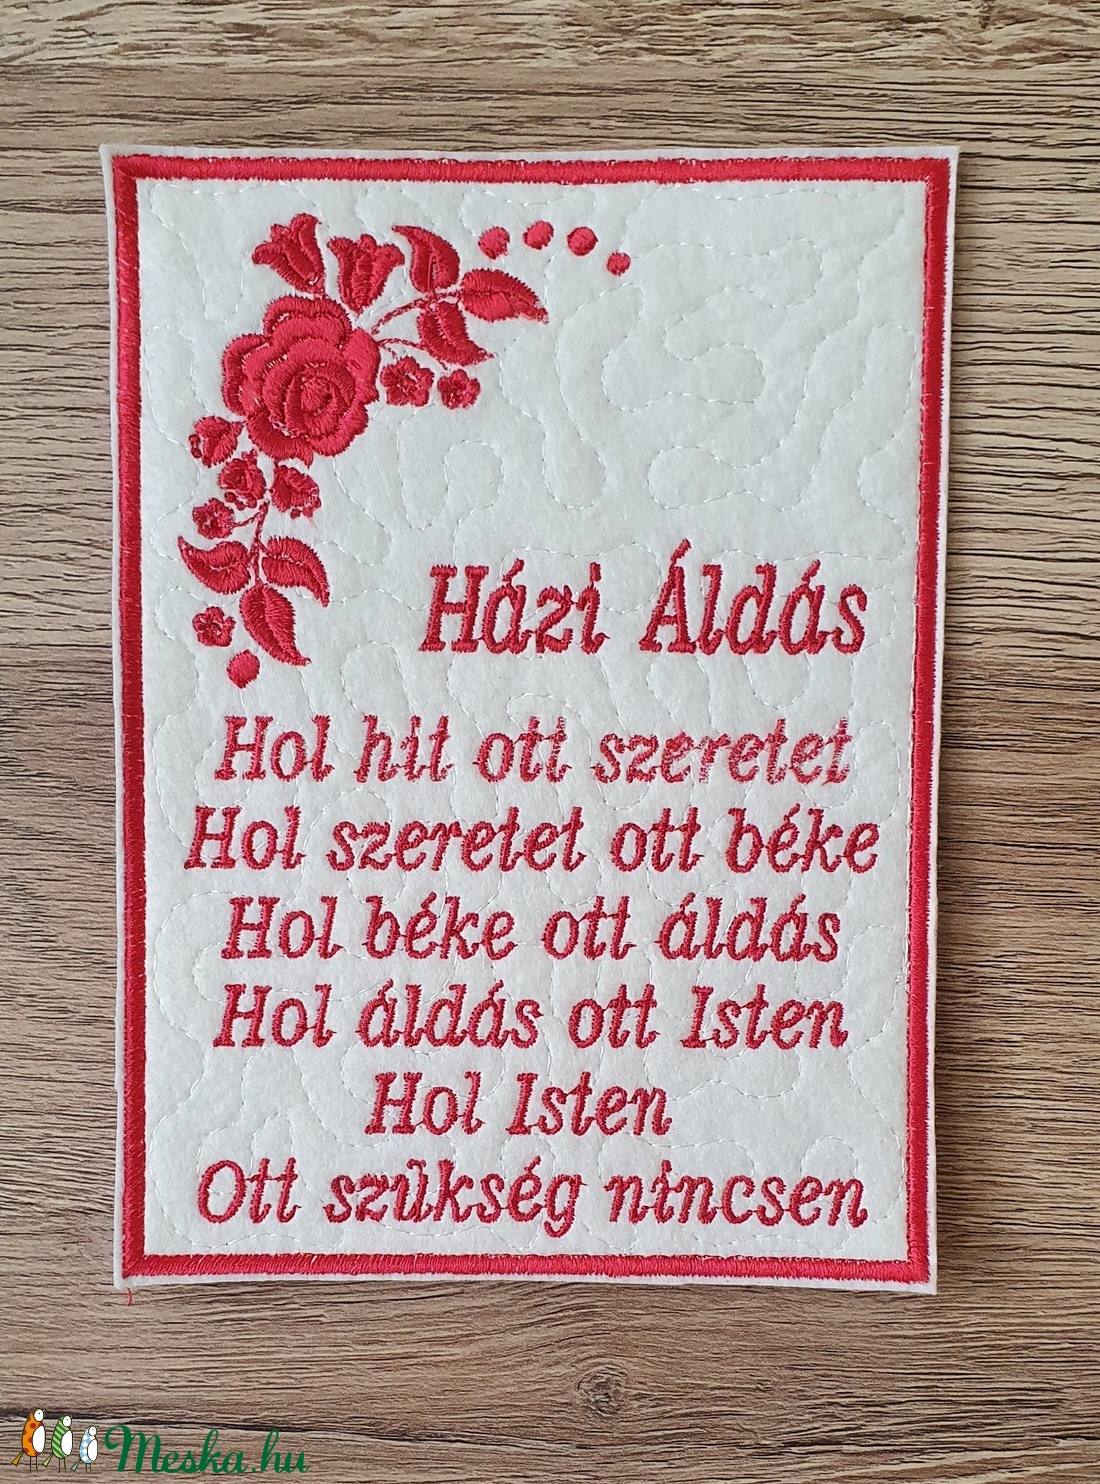 Házi Áldás
Hol hit ott szeretet
Hol szeretet ott béke
Hol béke ott áldás
Hol áldás ott Isten
Hol Isten
Ott szükség nincsen
Meska.hu